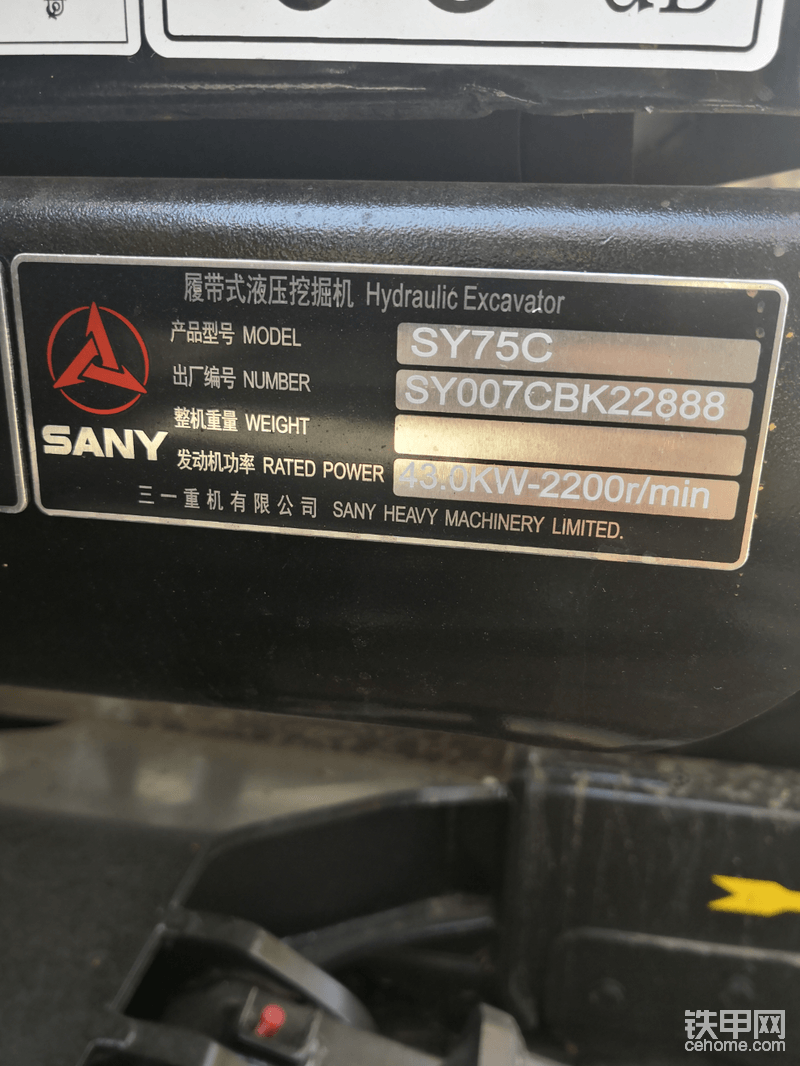 dB
履带式液压挖掘机 Hydraulic Excavator
产品型号 MODEL SY75C
出厂编号 NUMBER SY007CBK22888
整机重量 WEIGHT
发动机功率 RATED POWER 43.0KW-2200r/min
SANY
三一重机有限公司 SANY HEAVY MACHINERY LIMITED.
铁甲网
cehome.com